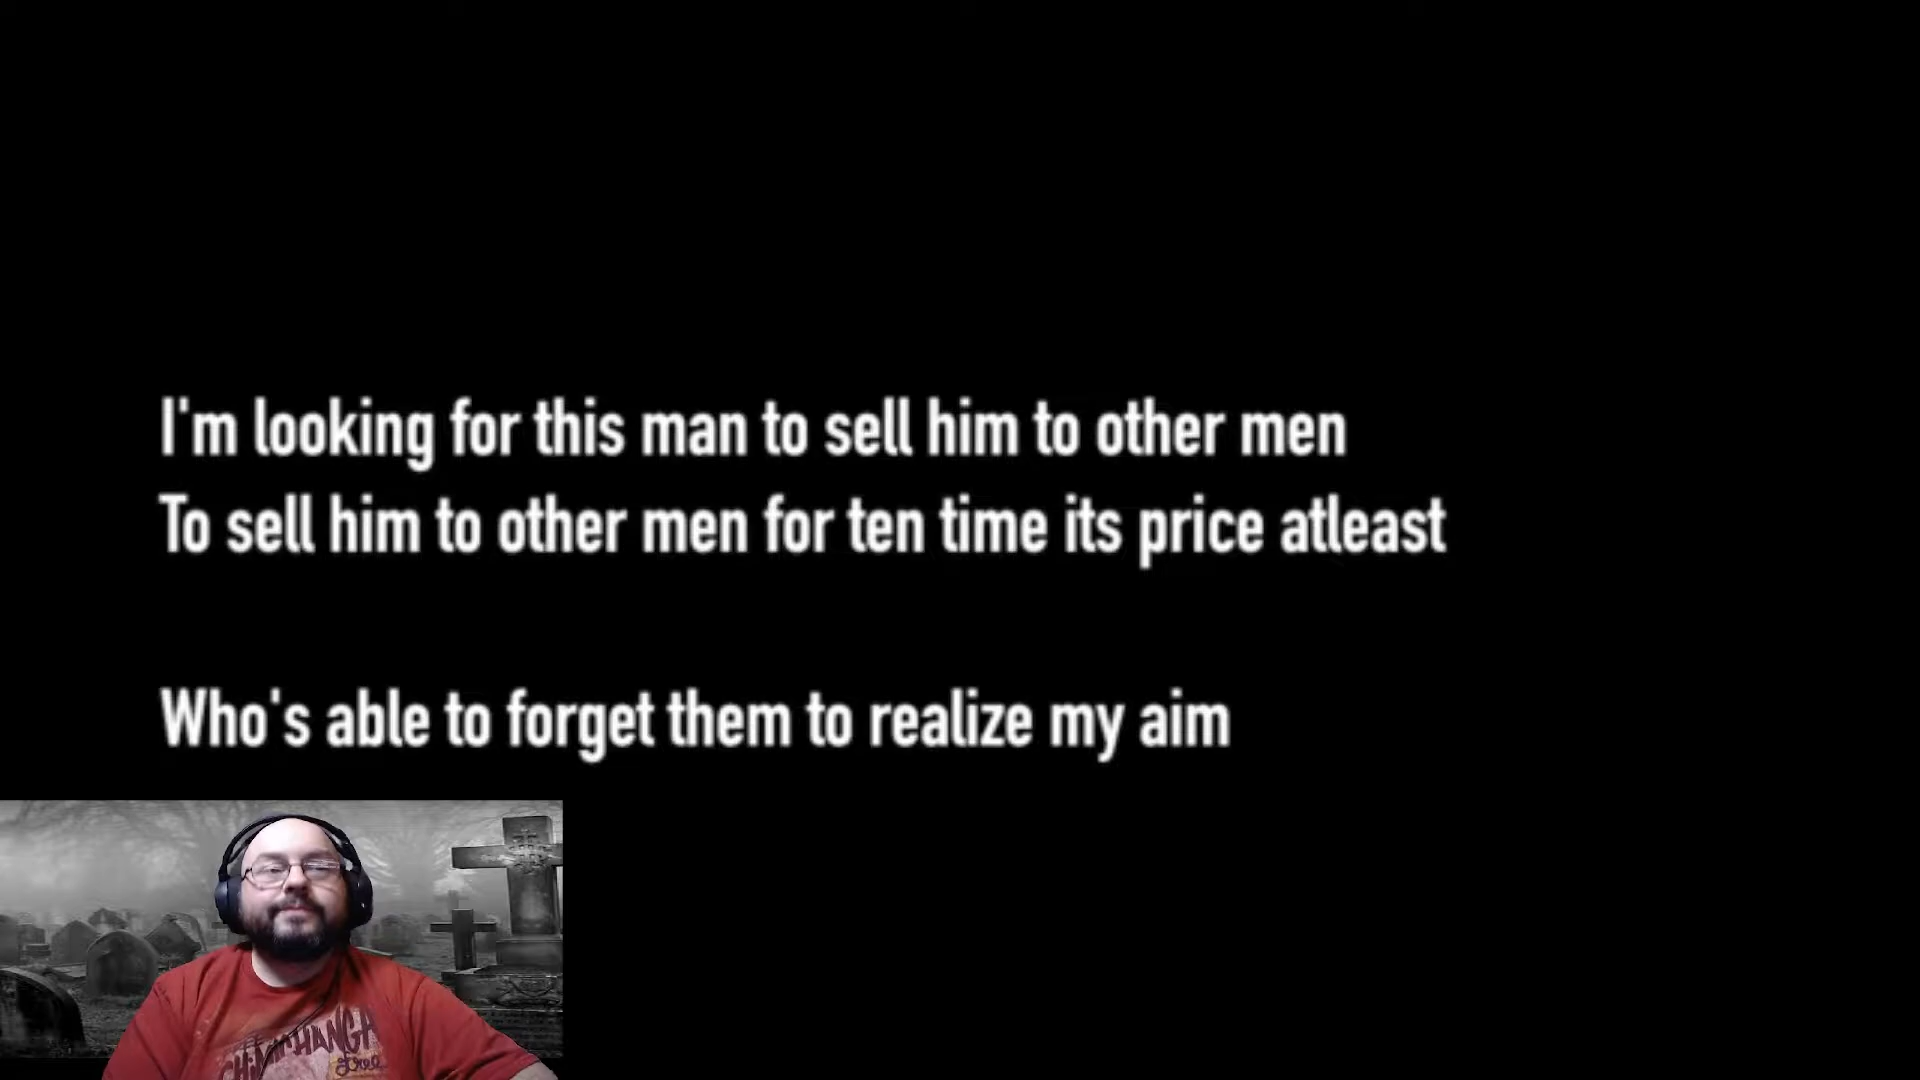 I'm looking for this man to sell him to other men
To sell him to other men for ten time its price atleast
Who's able to forget them to realize my aim
CHIMICHANGA